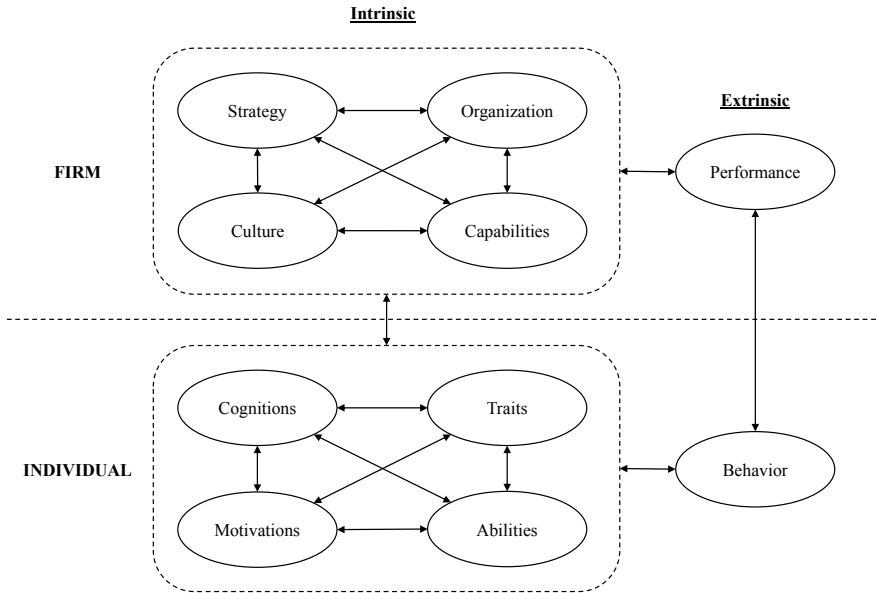 Intrinsic
Extrinsic
Strategy
Organization
FIRM
Performance
Culture
Capabilities
Cognitions
Traits
INDIVIDUAL
Behavior
Motivations
Abilities